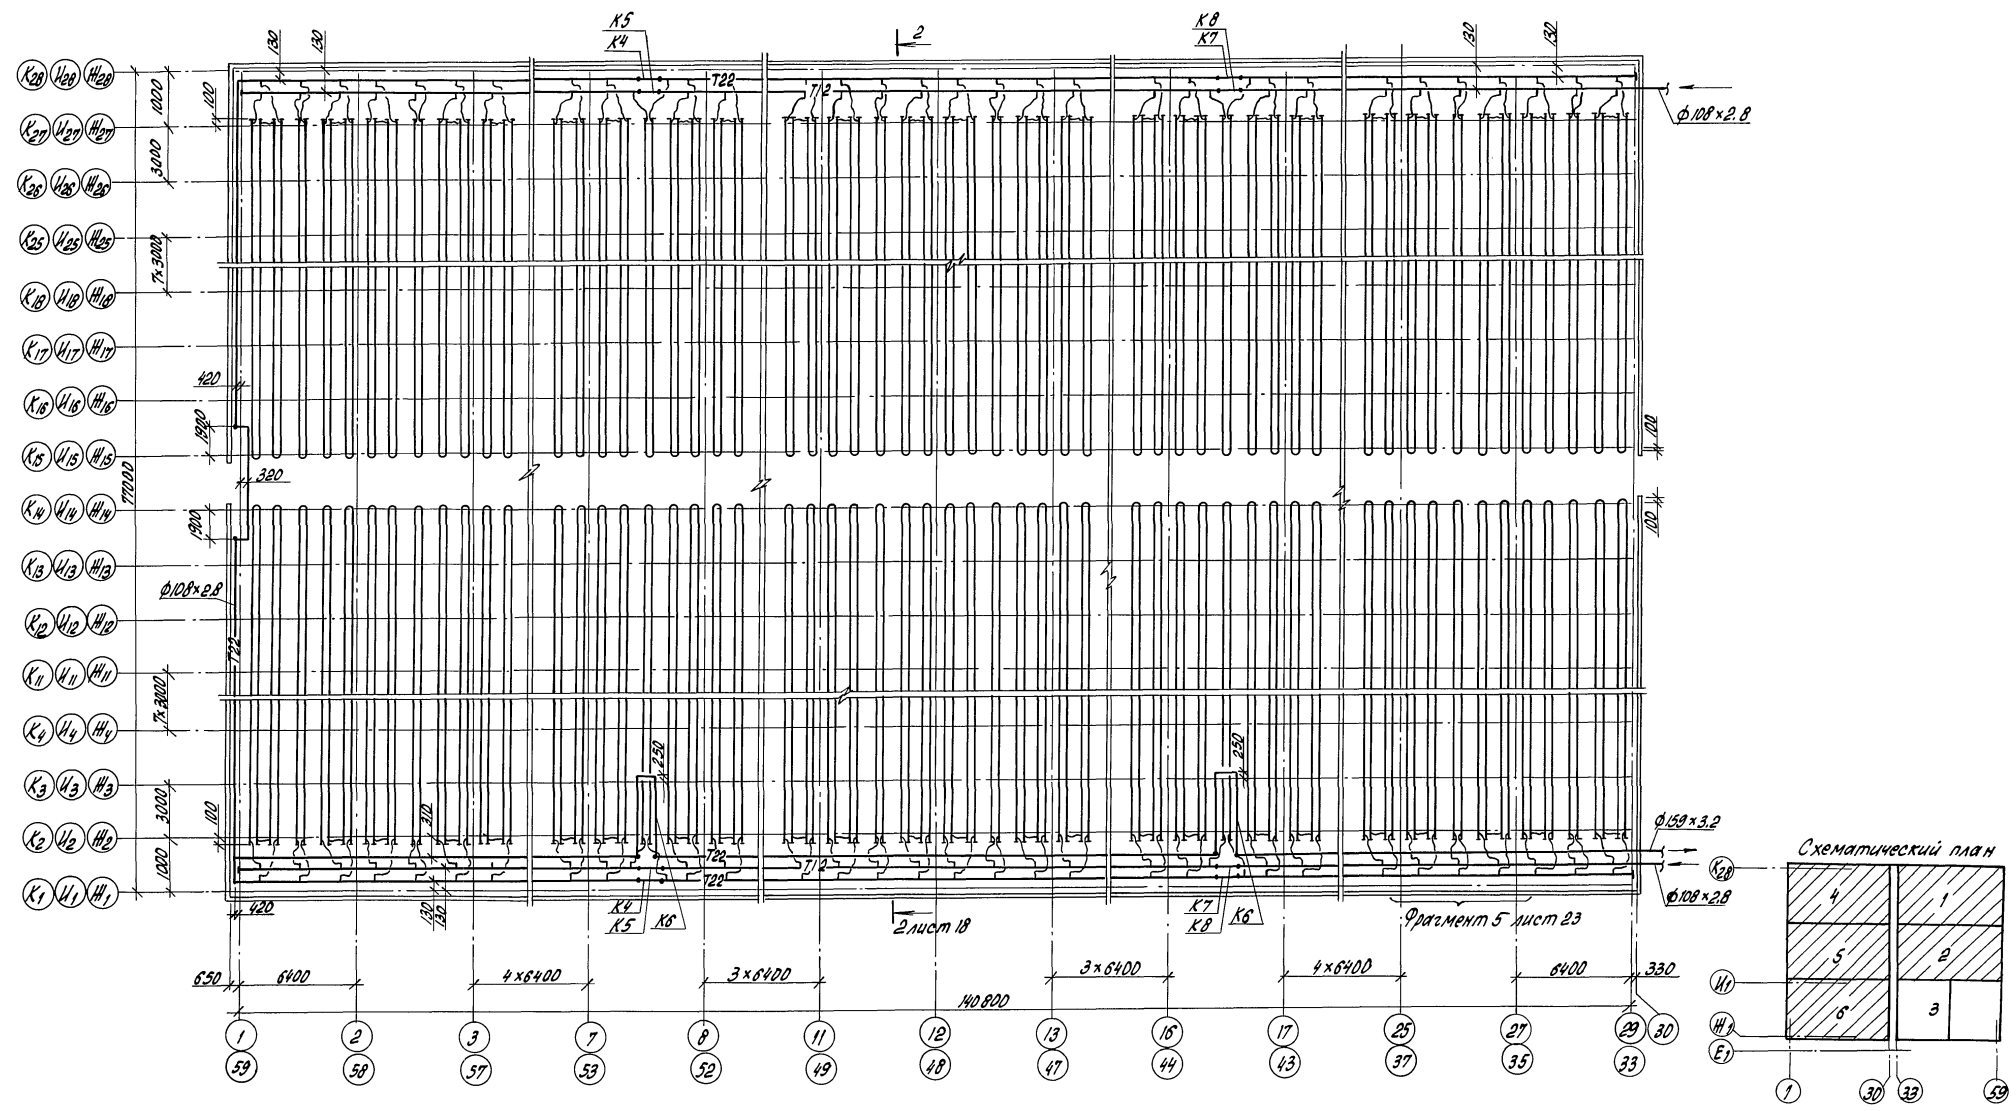 К5
К4
2
К8
К7
130
130
130
130
К28 И28 Ж28
Т22
Т22
Т12
1000
100
ф108×2.8
К27 И27 Ж27
3000
К26 И26 Ж26
К25 И25 Ж25
7×3000
К18 И18 Ж18
К17 И17 Ж17
420
К16 И16 Ж16
1900
100
К15 И15 Ж15
77000
320
К14 И14 Ж14
1900
100
К13 И13 Ж13
ф108×2.8
К12 И12 Ж12
Т22
К11 И11 Ж11
7×3000
К4 И4 Ж4
250
250
К3 И3 Ж3
3000
100
310
К2 И2 Ж2
ф159×3.2
1000
Т22
Т12
Т22
К1 И1 Ж1
ф108×2.8
420
130
130
К4
К5
К6
2 лист 18
К7
К8
К6
Фрагмент 5 лист 23
650
6400
4×6400
3×6400
3×6400
4×6400
6400
330
140800
1 2 3 7 8 11 12 13 16 17 25 27 29 30
59 58 57 53 52 49 48 47 44 43 37 35 33
Схематический план
К28
4
1
5
2
И1
6
3
Ж1
Е1
1
30
33
59